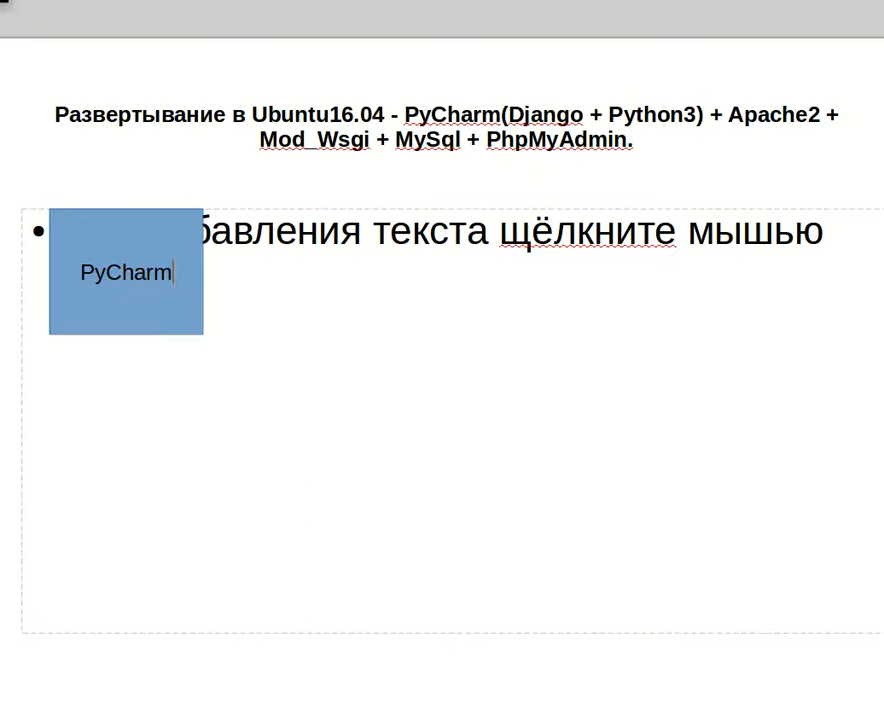 Развертывание в Ubuntu16.04 - PyCharm(Django + Python3) + Apache2 +
Mod_Wsgi + MySql + PhpMyAdmin.
• бавления текста щёлкните мышью
PyCharm